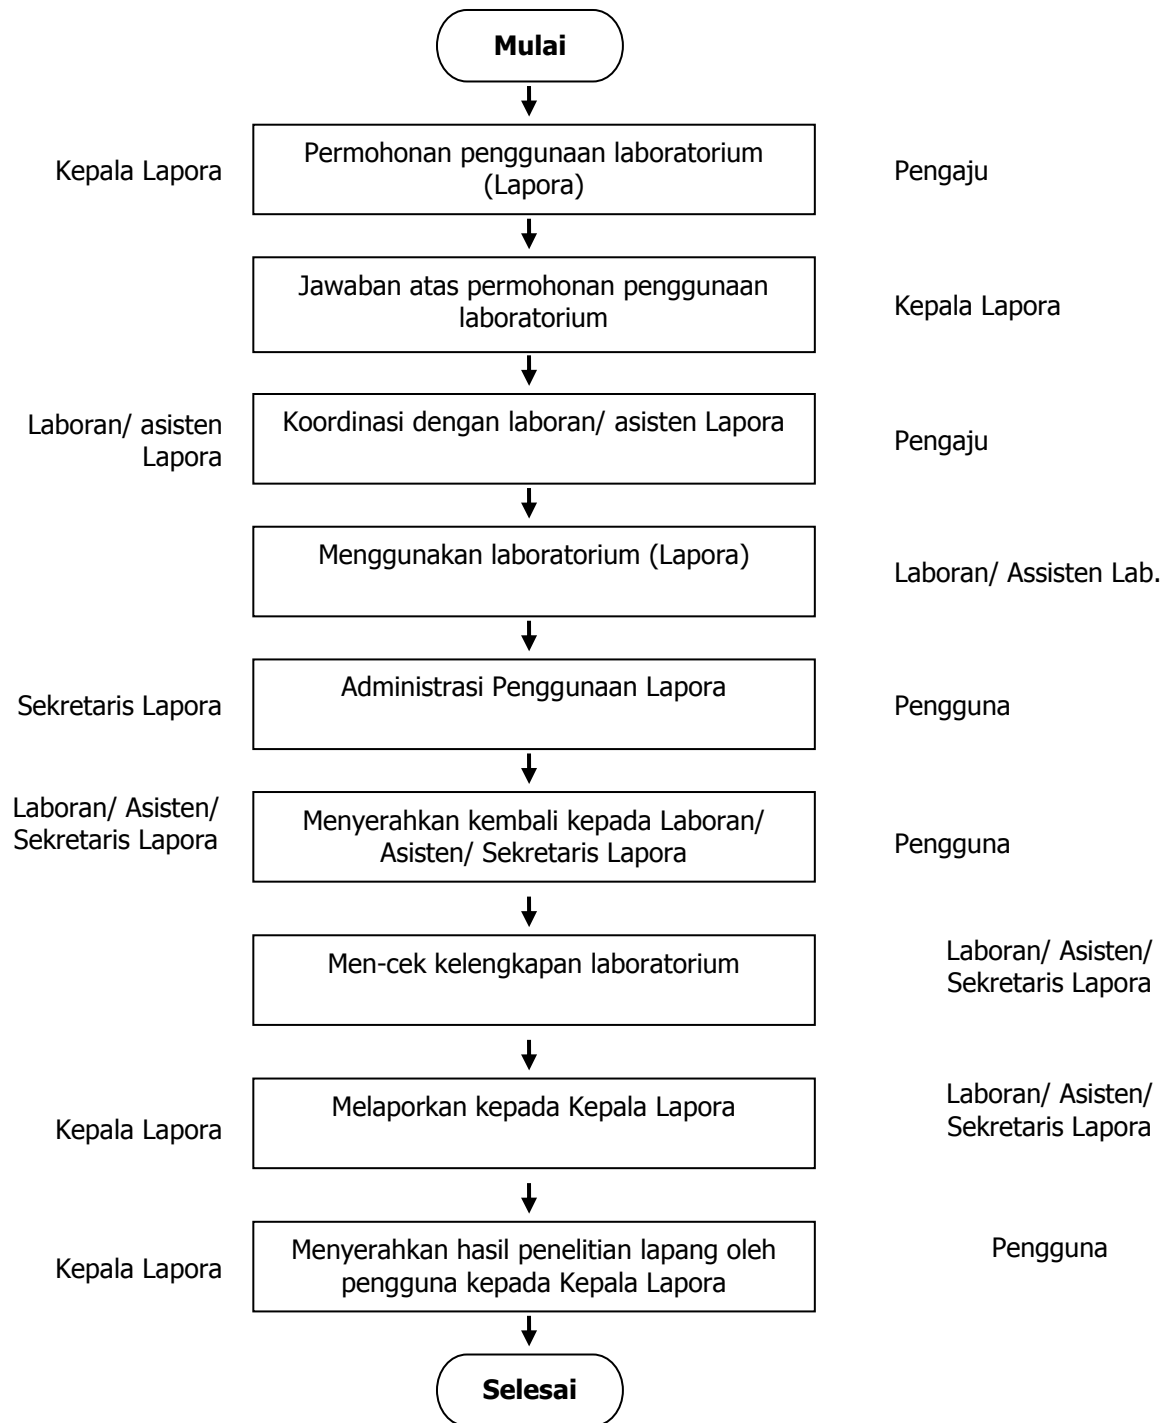 Mulai
Kepala Lapora
Permohonan penggunaan laboratorium
(Lapora)
Pengaju
Jawaban atas permohonan penggunaan
laboratorium
Kepala Lapora
Laboran/ asisten
Lapora
Koordinasi dengan laboran/ asisten Lapora
Pengaju
Menggunakan laboratorium (Lapora)
Laboran/ Assisten Lab.
Sekretaris Lapora
Administrasi Penggunaan Lapora
Pengguna
Laboran/ Asisten/
Sekretaris Lapora
Menyerahkan kembali kepada Laboran/
Asisten/ Sekretaris Lapora
Pengguna
Men-cek kelengkapan laboratorium
Laboran/ Asisten/
Sekretaris Lapora
Kepala Lapora
Melaporkan kepada Kepala Lapora
Laboran/ Asisten/
Sekretaris Lapora
Kepala Lapora
Menyerahkan hasil penelitian lapang oleh
pengguna kepada Kepala Lapora
Pengguna
Selesai